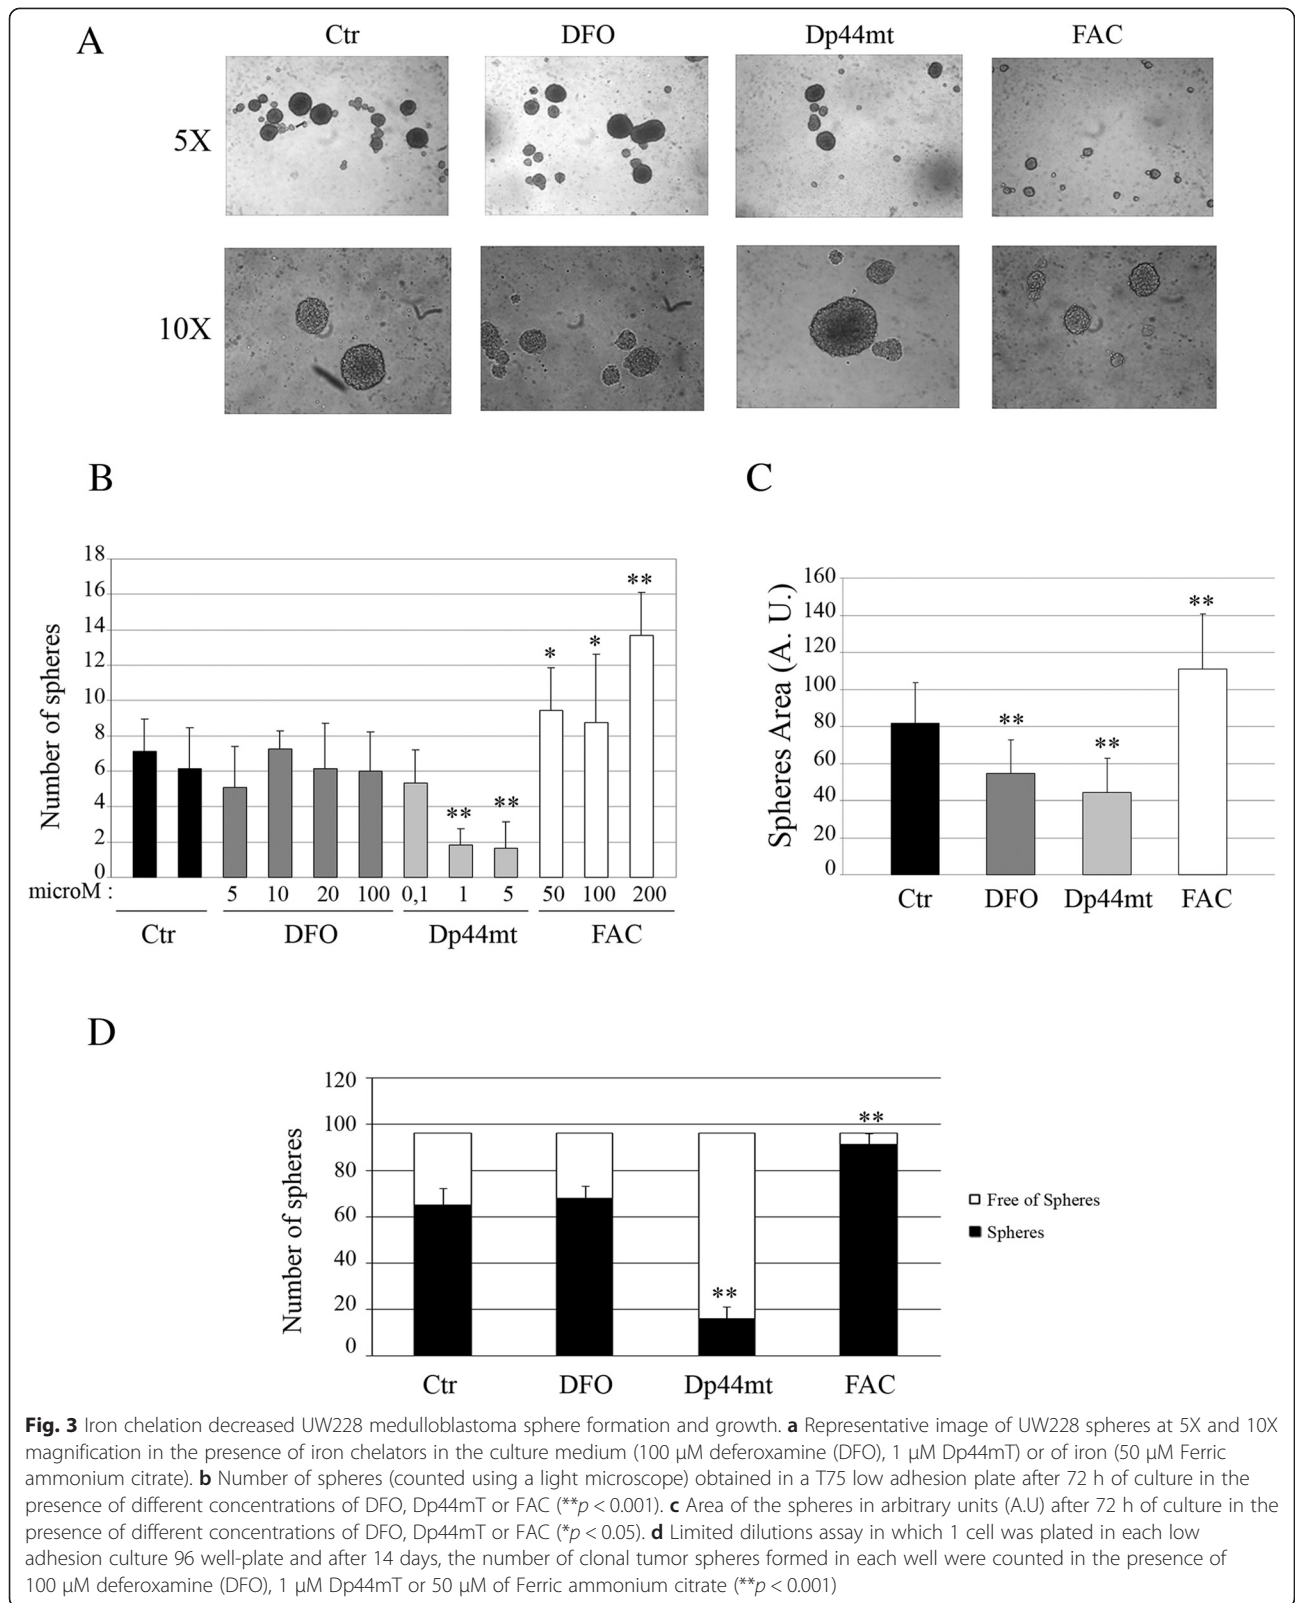 A
Ctr DFO Dp44mt FAC
5X
10X
B
Number of spheres
18
16
14
12
10
8
6
4
2
0
** ** * * **
microM : 5 10 20 100 0,1 1 5 50 100 200
Ctr DFO Dp44mt FAC
C
Spheres Area (A. U.)
160
140
120
100
80
60
40
20
0
** ** **
Ctr DFO Dp44mt FAC
D
Number of spheres
120
100
80
60
40
20
0
** **
Free of Spheres
Spheres
Ctr DFO Dp44mt FAC
Fig. 3 Iron chelation decreased UW228 medulloblastoma sphere formation and growth. a Representative image of UW228 spheres at 5X and 10X
magnification in the presence of iron chelators in the culture medium (100 μM deferoxamine (DFO), 1 μM Dp44mT) or of iron (50 μM Ferric
ammonium citrate). b Number of spheres (counted using a light microscope) obtained in a T75 low adhesion plate after 72 h of culture in the
presence of different concentrations of DFO, Dp44mT or FAC (**p < 0.001). c Area of the spheres in arbitrary units (A.U) after 72 h of culture in the
presence of different concentrations of DFO, Dp44mT or FAC (*p < 0.05). d Limited dilutions assay in which 1 cell was plated in each low
adhesion culture 96 well-plate and after 14 days, the number of clonal tumor spheres formed in each well were counted in the presence of
100 μM deferoxamine (DFO), 1 μM Dp44mT or 50 μM of Ferric ammonium citrate (**p < 0.001)